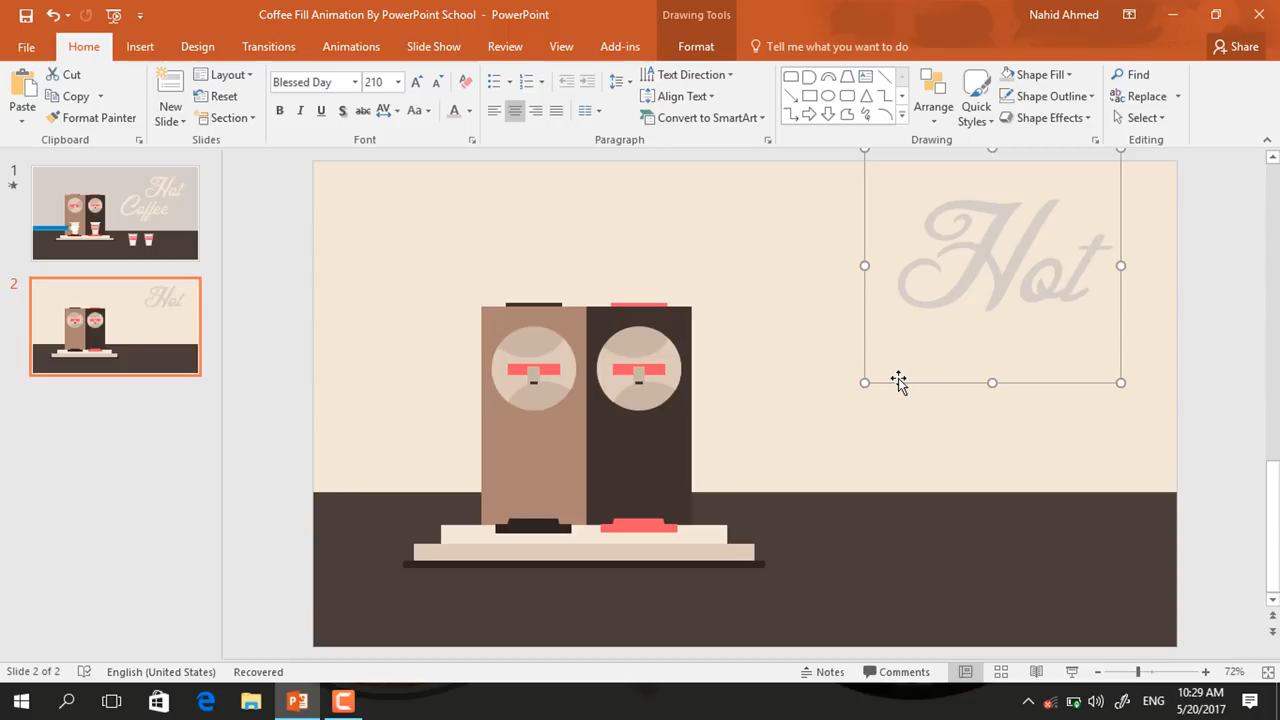 Coffee Fill Animation By PowerPoint School - PowerPoint
Drawing Tools
Nahid Ahmed
File Home Insert Design Transitions Animations Slide Show Review View Add-ins Format Tell me what you want to do Share
Paste
Cut
Copy
Format Painter
Clipboard
New Slide
Layout
Reset
Section
Slides
Blessed Day 210
B I U S abc AV Aa A
Font
Text Direction
Align Text
Convert to SmartArt
Paragraph
Arrange
Quick Styles
Shape Fill
Shape Outline
Shape Effects
Drawing
Find
Replace
Select
Editing
1
Hot
Coffee
2
Hot
Hot
Slide 2 of 2 English (United States) Recovered Notes Comments 72%
ENG
10:29 AM
5/20/2017